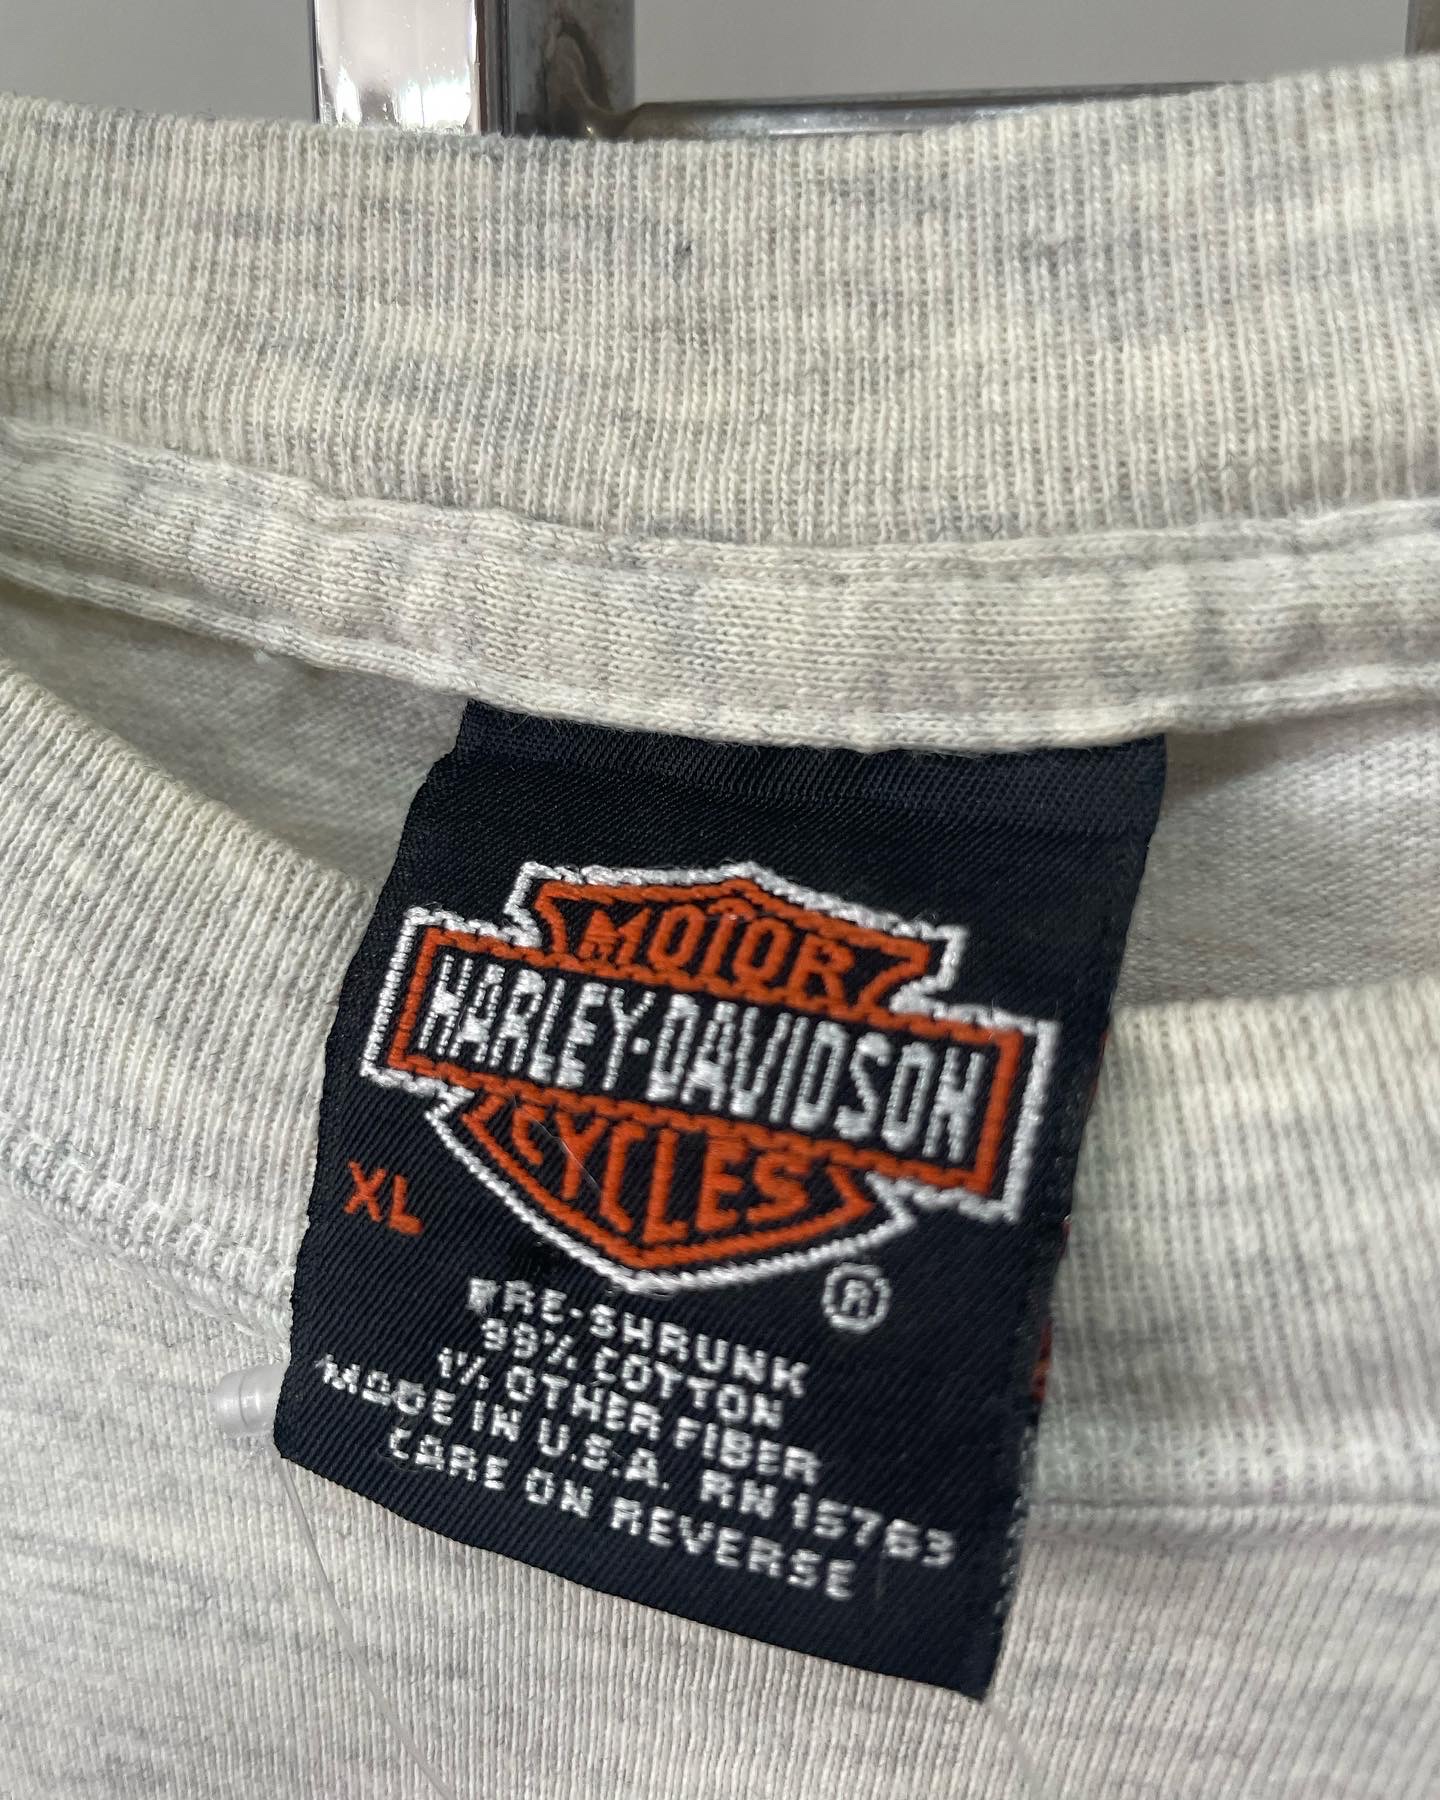 MOTOR
HARLEY-DAVIDSON
CYCLES
®
XL
PRE-SHRUNK
99% COTTON
1% OTHER FIBER
MADE IN U.S.A. RN 15763
CARE ON REVERSE